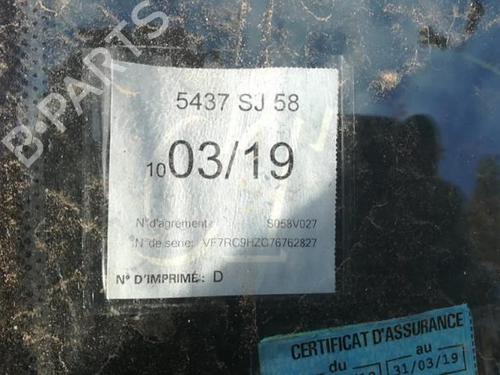 B-PARTS
5437 SJ 58
10 03/19
N°d'agrément: S058V027
N° de série: VF7RC9HZC76762827
N° D'IMPRIMÉ: D
CERTIFICAT D'ASSURANCE
du au
31/03/19